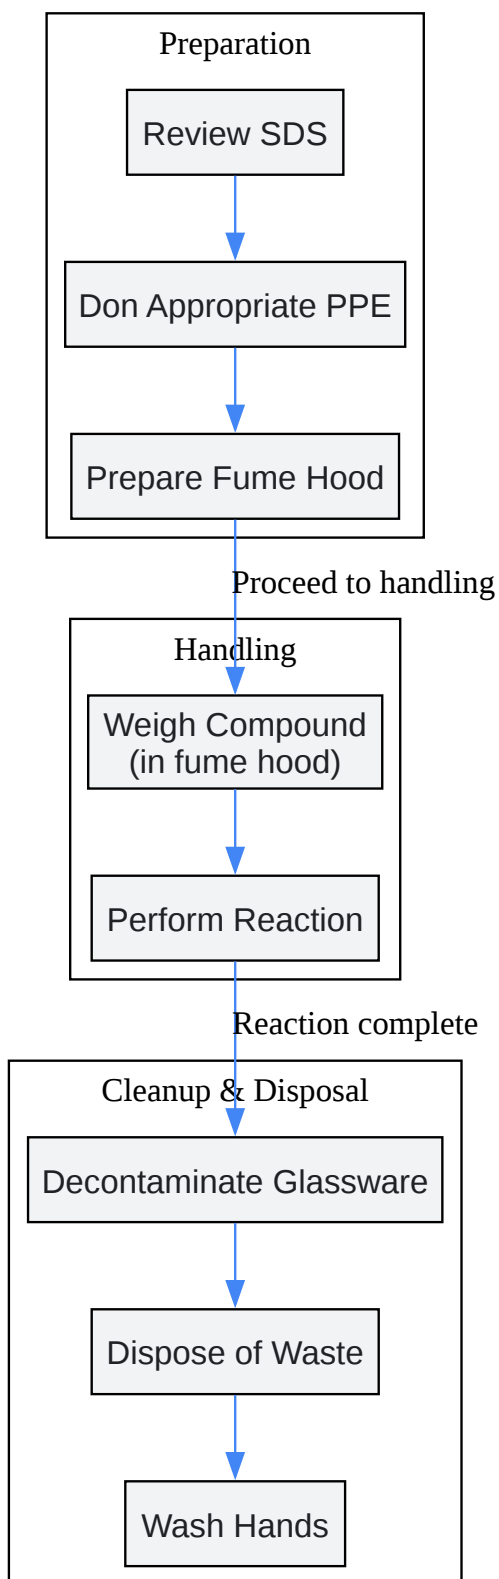 Preparation
Review SDS
Don Appropriate PPE
Prepare Fume Hood
Proceed to handling
Handling
Weigh Compound
(in fume hood)
Perform Reaction
Reaction complete
Cleanup & Disposal
Decontaminate Glassware
Dispose of Waste
Wash Hands